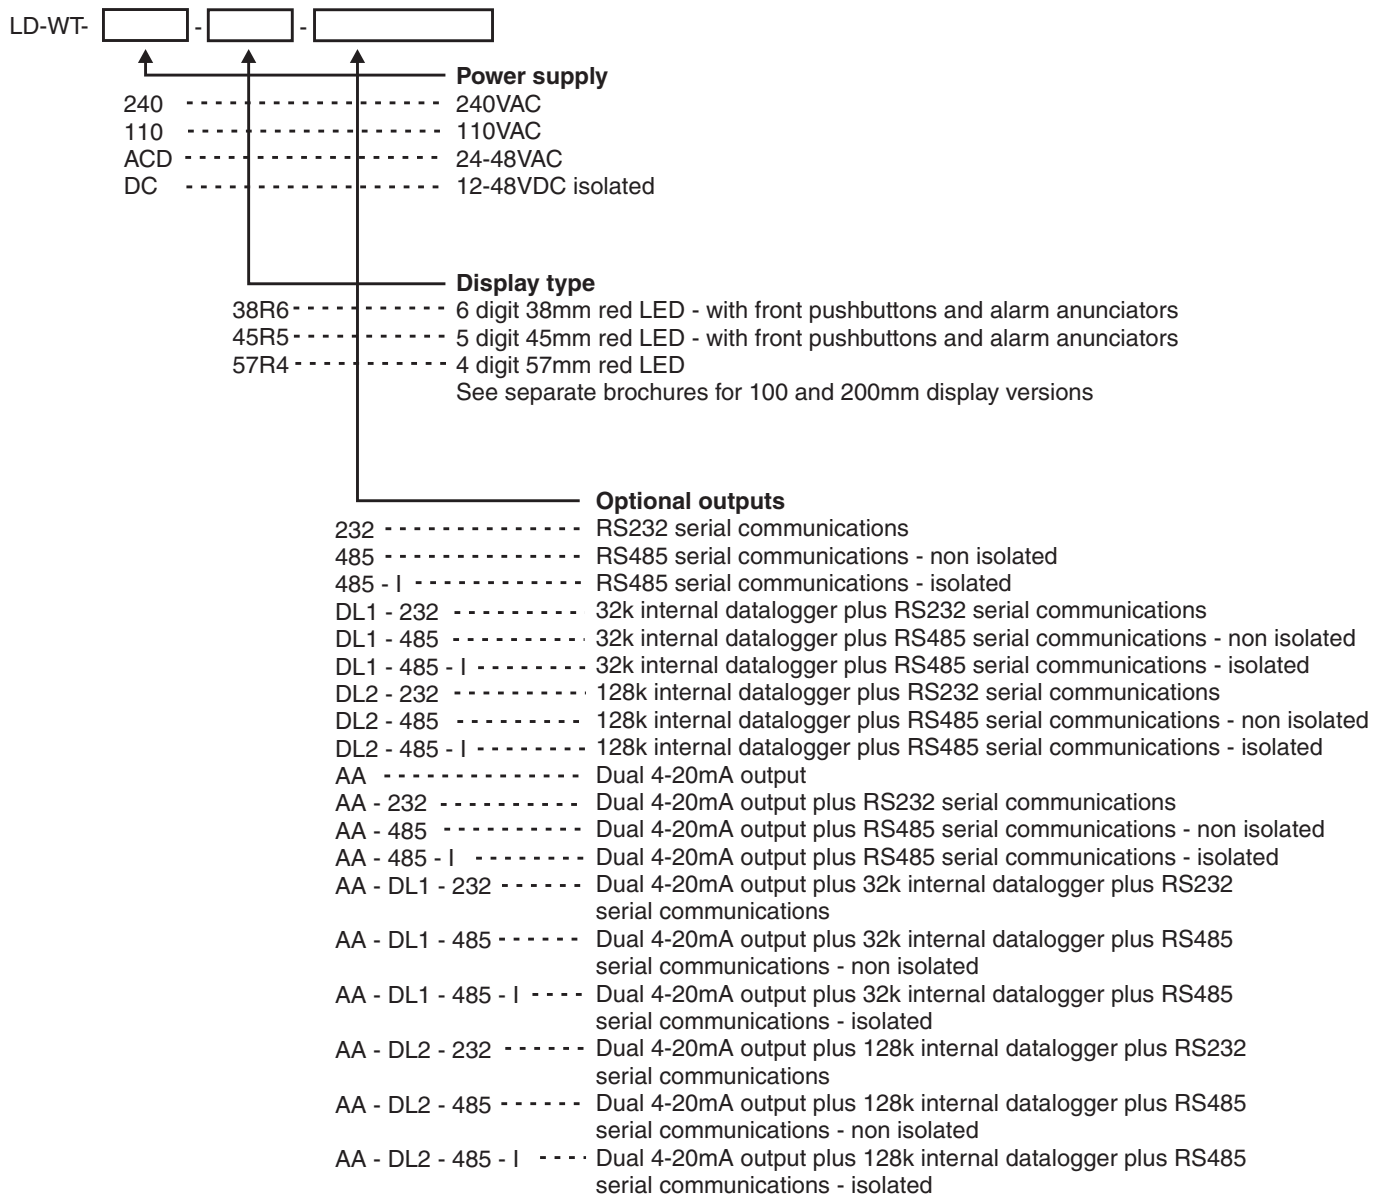 LD-WT- - -
Power supply
240 240VAC
110 110VAC
ACD 24-48VAC
DC 12-48VDC isolated
Display type
38R6 6 digit 38mm red LED - with front pushbuttons and alarm anunciators
45R5 5 digit 45mm red LED - with front pushbuttons and alarm anunciators
57R4 4 digit 57mm red LED
See separate brochures for 100 and 200mm display versions
Optional outputs
232 RS232 serial communications
485 RS485 serial communications - non isolated
485 - I RS485 serial communications - isolated
DL1 - 232 32k internal datalogger plus RS232 serial communications
DL1 - 485 32k internal datalogger plus RS485 serial communications - non isolated
DL1 - 485 - I 32k internal datalogger plus RS485 serial communications - isolated
DL2 - 232 128k internal datalogger plus RS232 serial communications
DL2 - 485 128k internal datalogger plus RS485 serial communications - non isolated
DL2 - 485 - I 128k internal datalogger plus RS485 serial communications - isolated
AA Dual 4-20mA output
AA - 232 Dual 4-20mA output plus RS232 serial communications
AA - 485 Dual 4-20mA output plus RS485 serial communications - non isolated
AA - 485 - I Dual 4-20mA output plus RS485 serial communications - isolated
AA - DL1 - 232 Dual 4-20mA output plus 32k internal datalogger plus RS232
serial communications
AA - DL1 - 485 Dual 4-20mA output plus 32k internal datalogger plus RS485
serial communications - non isolated
AA - DL1 - 485 - I Dual 4-20mA output plus 32k internal datalogger plus RS485
serial communications - isolated
AA - DL2 - 232 Dual 4-20mA output plus 128k internal datalogger plus RS232
serial communications
AA - DL2 - 485 Dual 4-20mA output plus 128k internal datalogger plus RS485
serial communications - non isolated
AA - DL2 - 485 - I Dual 4-20mA output plus 128k internal datalogger plus RS485
serial communications - isolated